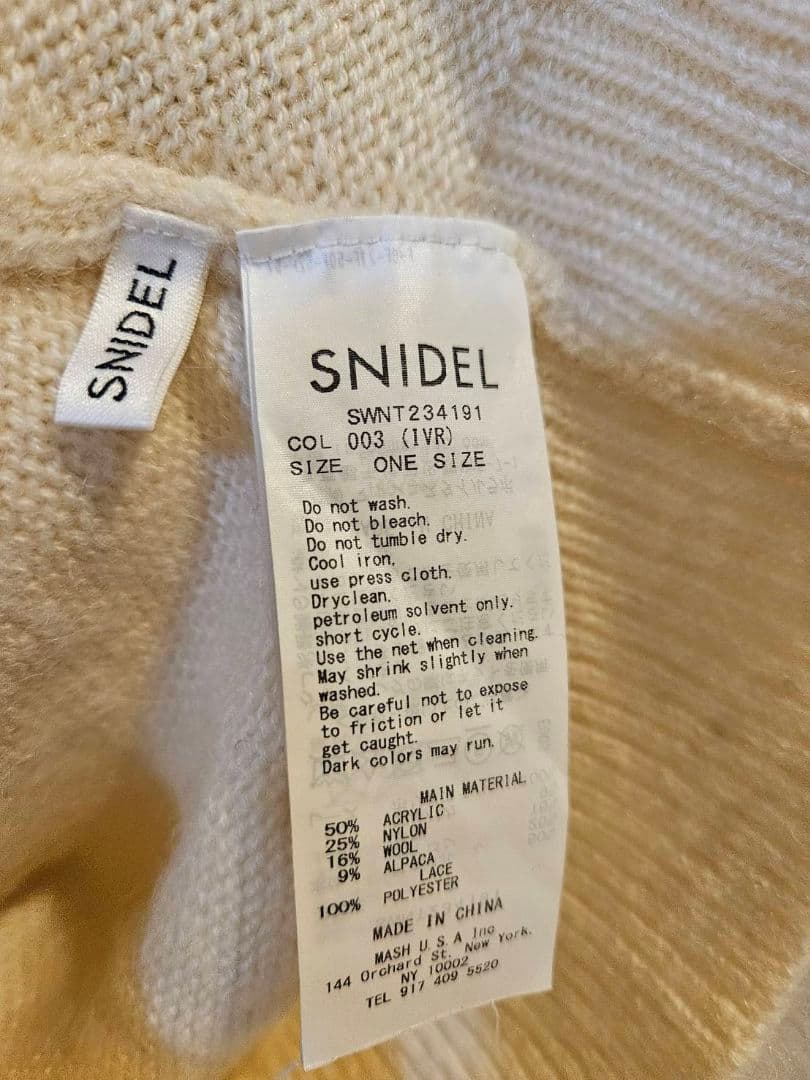 SNIDEL
SNIDEL
SWNT234191
COL 003 (IVR)
SIZE ONE SIZE
Do not wash.
Do not bleach.
Do not tumble dry.
Cool iron.
use press cloth.
Dryclean.
petroleum solvent only.
short cycle.
Use the net when cleaning.
May shrink slightly when
washed.
Be careful not to expose
to friction or let it
get caught.
Dark colors may run.
MAIN MATERIAL
50% ACRYLIC
25% NYLON
16% WOOL
9% ALPACA
LACE
100% POLYESTER
MADE IN CHINA
MASH U.S.A Inc
144 Orchard St. New York.
NY 10002
TEL 917 409 5520